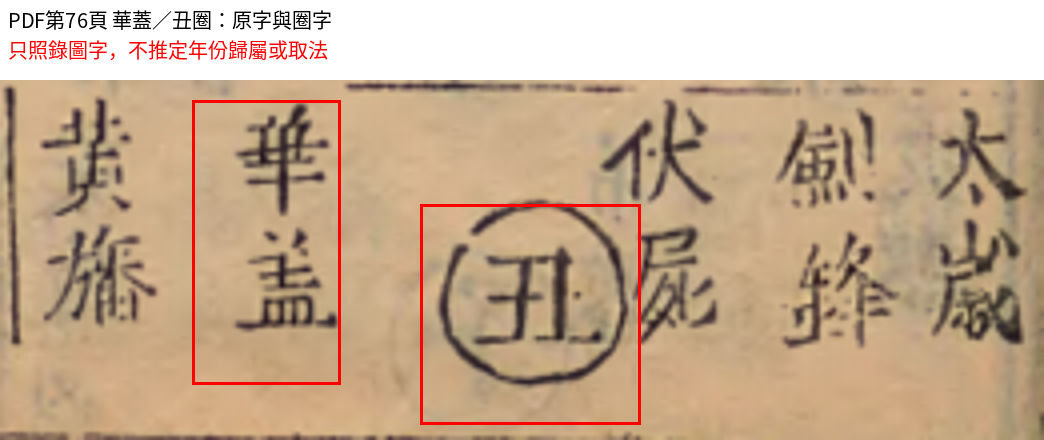 PDF第76頁 華蓋／丑圈：原字與圈字
只照錄圖字，不推定年份歸屬或取法
太歲
劍鋒
伏屍
丑
華盖
黄旛